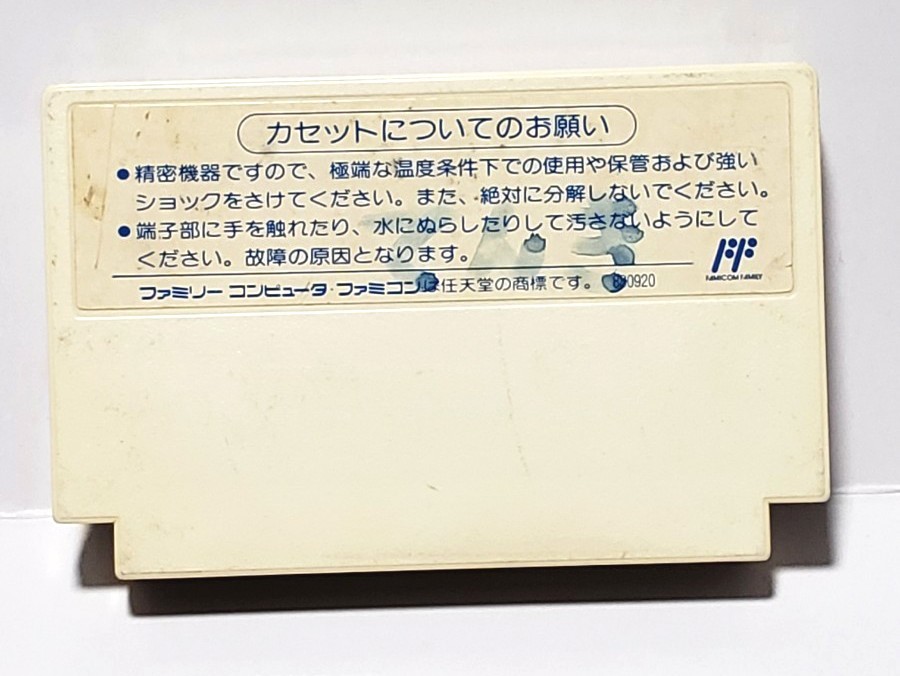 カセットについてのお願い
●精密機器ですので、極端な温度条件下での使用や保管および強い
ショックをさけてください。また、絶対に分解しないでください。
●端子部に手を触れたり、水にぬらしたりして汚さないようにして
ください。故障の原因となります。
FF
FAMICOM FAMILY
ファミリー コンピュータ・ファミコンは任天堂の商標です。